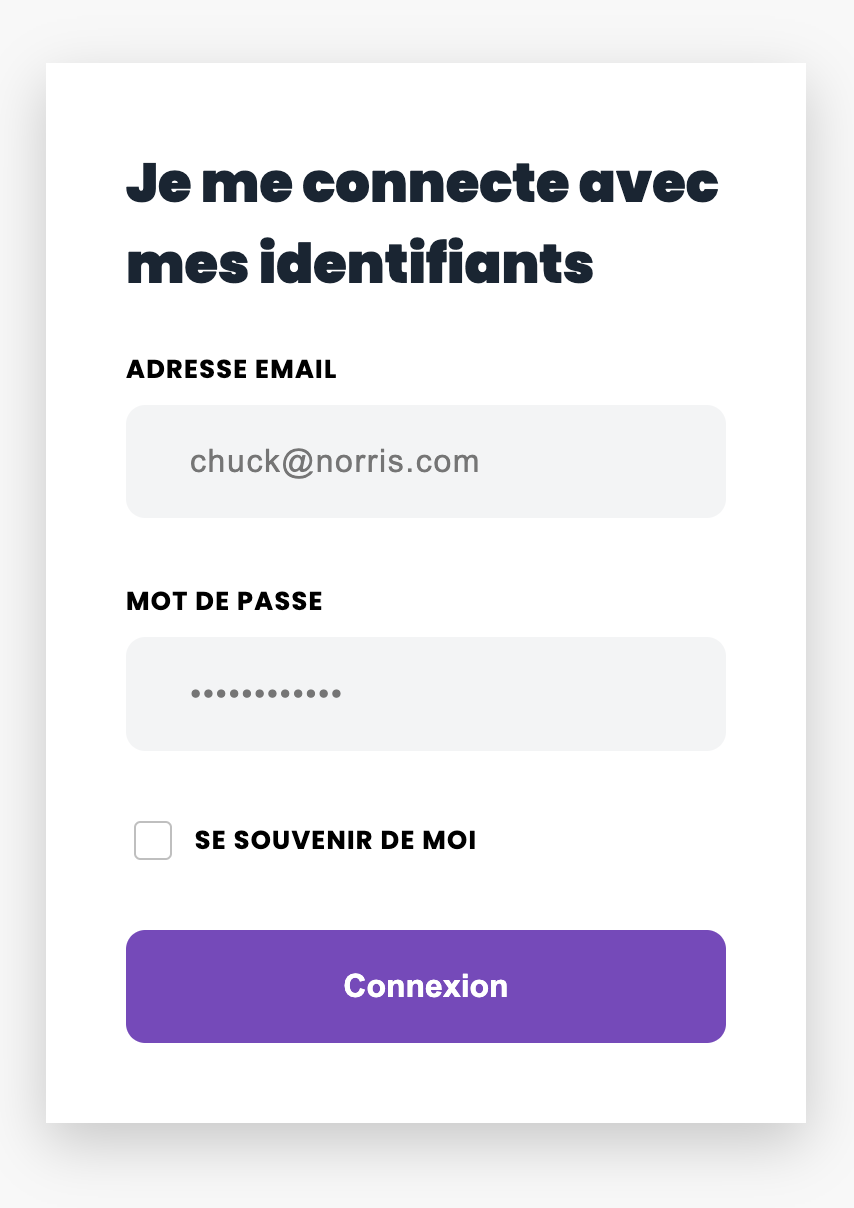 Je me connecte avec
mes identifiants
ADRESSE EMAIL
chuck@norris.com
MOT DE PASSE
••••••••••••
SE SOUVENIR DE MOI
Connexion